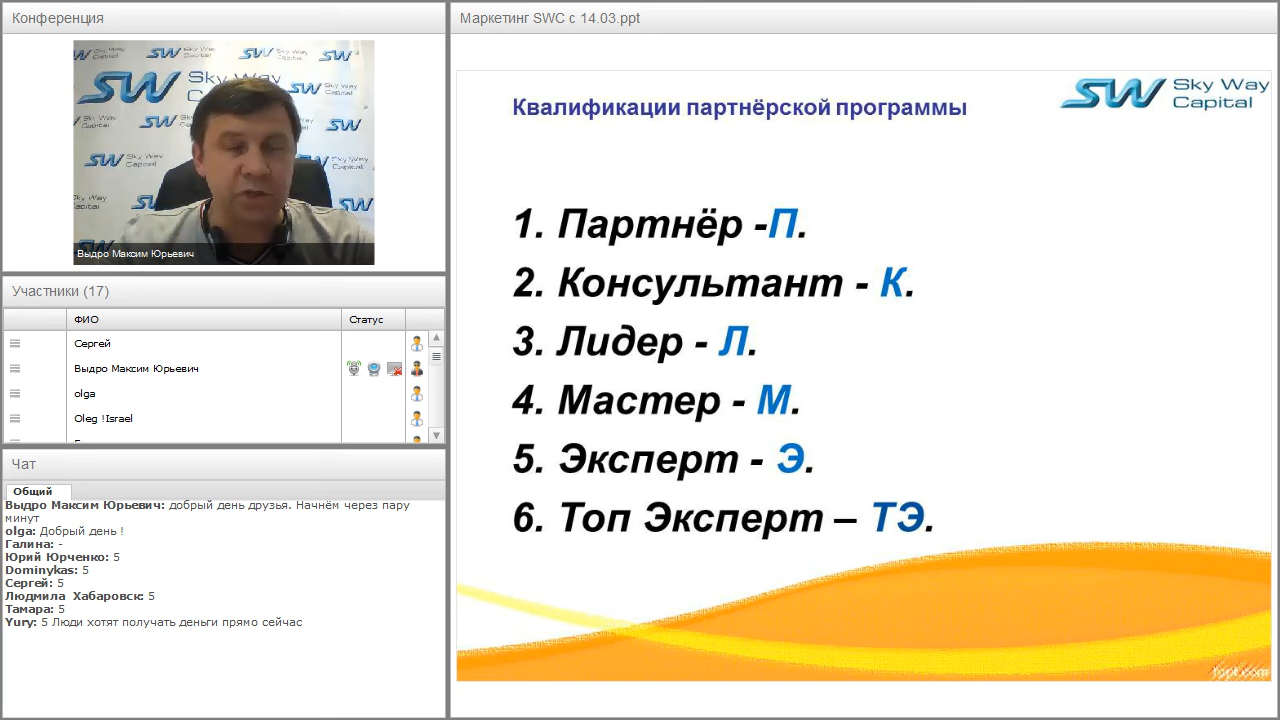 Конференция
SW Sky Way Capital
Выдро Максим Юрьевич
Участники (17)
ФИО
Статус
Сергей
Выдро Максим Юрьевич
olga
Oleg !Israel
Чат
Общий
Выдро Максим Юрьевич: добрый день друзья. Начнём через пару
минут
olga: Добрый день !
Галина: -
Юрий Юрченко: 5
Dominykas: 5
Сергей: 5
Людмила Хабаровск: 5
Тамара: 5
Yury: 5 Люди хотят получать деньги прямо сейчас
Маркетинг SWC с 14.03.ppt
SW Sky Way
Capital
Квалификации партнёрской программы
1. Партнёр -П.
2. Консультант - К.
3. Лидер - Л.
4. Мастер - М.
5. Эксперт - Э.
6. Топ Эксперт – ТЭ.